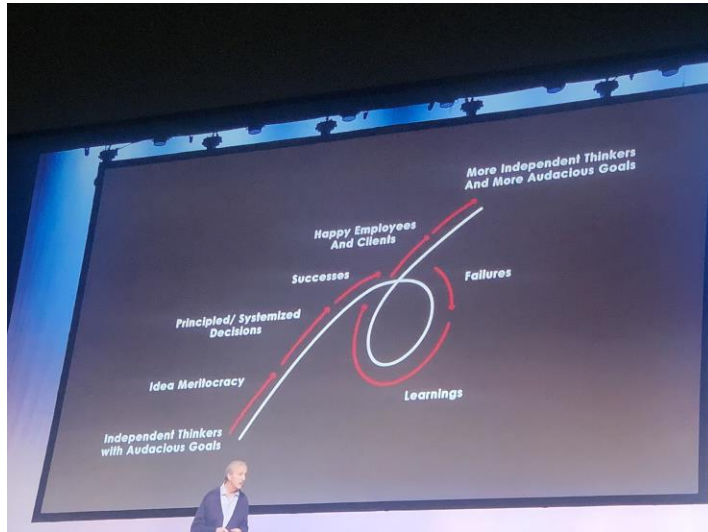 More Independent Thinkers
And More Audacious Goals
Happy Employees
And Clients
Successes
Failures
Principled/ Systemized
Decisions
Idea Meritocracy
Learnings
Independent Thinkers
with Audacious Goals